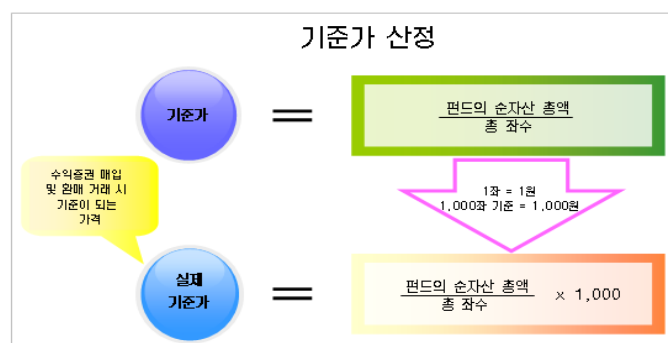 기준가 산정
기준가
=
펀드의 순자산 총액
총 좌수
수익증권 매입
및 환매 거래 시
기준이 되는
가격
1좌 = 1원
1,000좌 기준 = 1,000원
실제
기준가
=
펀드의 순자산 총액
총 좌수
× 1,000